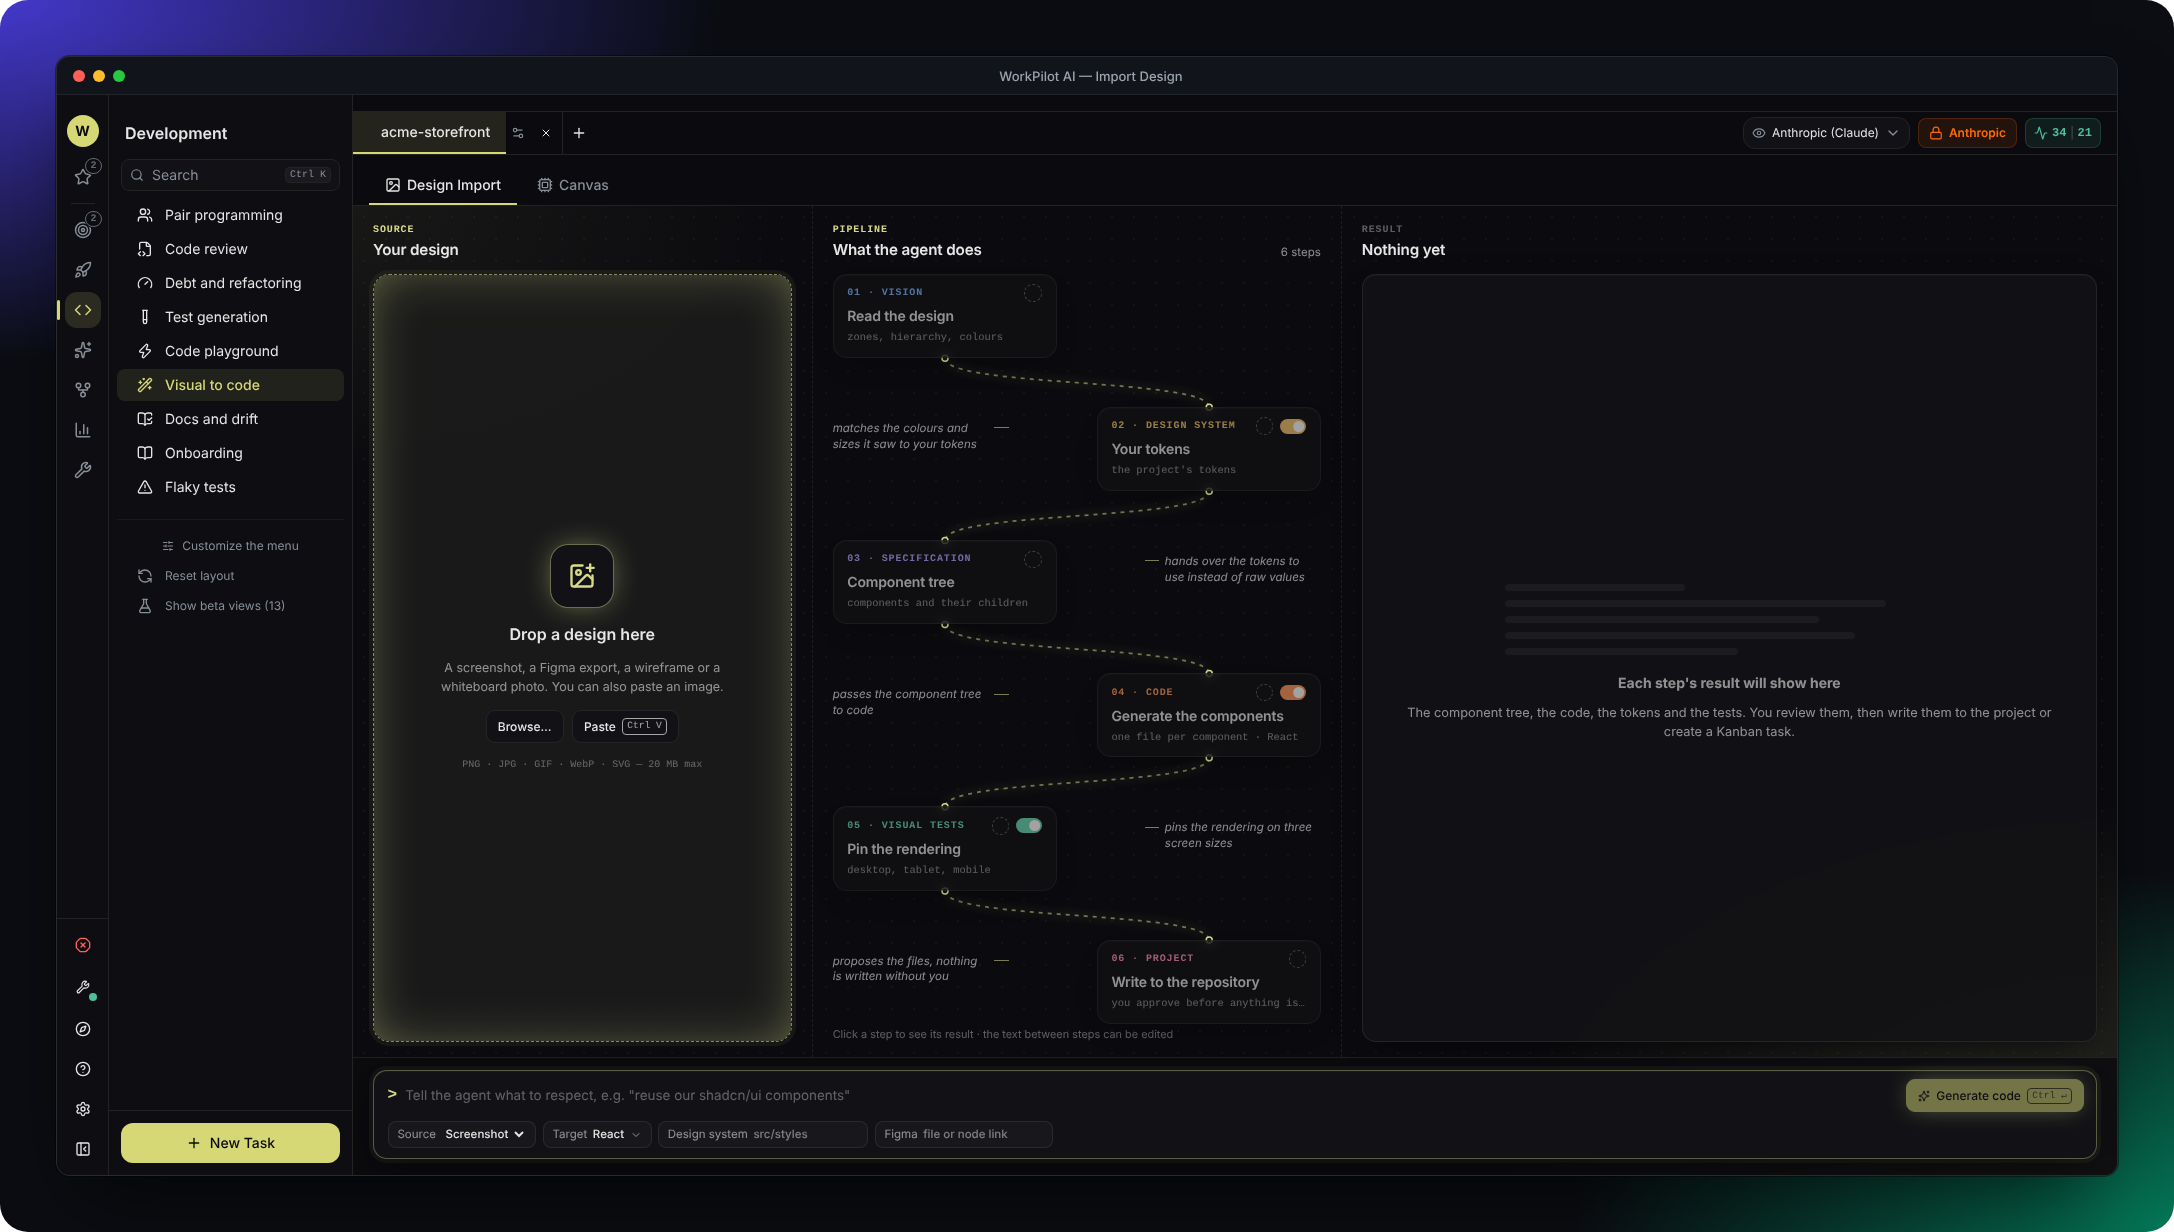 WorkPilot AI — Import Design
W
2
2
Development
Search
Ctrl K
Pair programming
Code review
Debt and refactoring
Test generation
Code playground
Visual to code
Docs and drift
Onboarding
Flaky tests
Customize the menu
Reset layout
Show beta views (13)
+ New Task
acme-storefront
Anthropic (Claude)
Anthropic
34 | 21
Design Import
Canvas
SOURCE
Your design
Drop a design here
A screenshot, a Figma export, a wireframe or a
whiteboard photo. You can also paste an image.
Browse...
Paste Ctrl V
PNG · JPG · GIF · WebP · SVG — 20 MB max
PIPELINE
What the agent does
6 steps
01 · VISION
Read the design
zones, hierarchy, colours
matches the colours and
sizes it saw to your tokens
02 · DESIGN SYSTEM
Your tokens
the project's tokens
03 · SPECIFICATION
Component tree
components and their children
hands over the tokens to
use instead of raw values
passes the component tree
to code
04 · CODE
Generate the components
one file per component · React
05 · VISUAL TESTS
Pin the rendering
desktop, tablet, mobile
pins the rendering on three
screen sizes
proposes the files, nothing
is written without you
06 · PROJECT
Write to the repository
you approve before anything is…
Click a step to see its result · the text between steps can be edited
RESULT
Nothing yet
Each step's result will show here
The component tree, the code, the tokens and the tests. You review them, then write them to the project or
create a Kanban task.
> Tell the agent what to respect, e.g. "reuse our shadcn/ui components"
Generate code Ctrl ↵
Source Screenshot
Target React
Design system src/styles
Figma file or node link